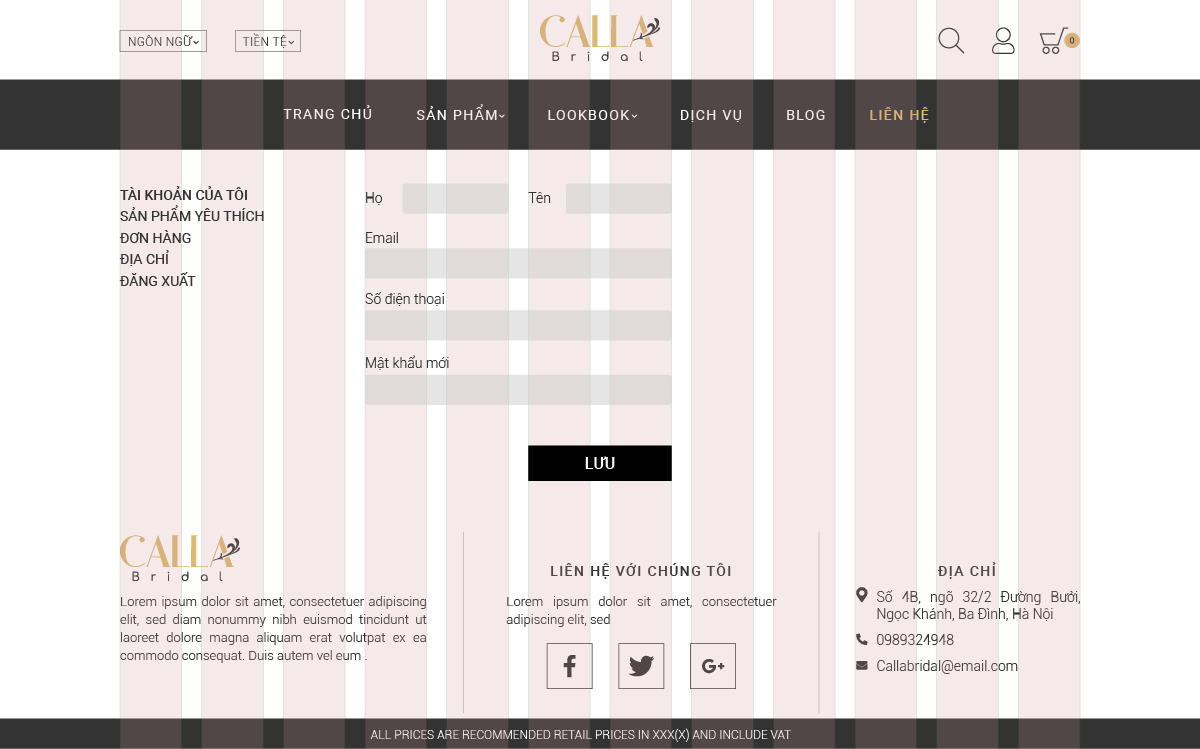 NGÔN NGỮ
TIỀN TỆ
CALLA
Bridal
0
TRANG CHỦ
SẢN PHẨM
LOOKBOOK
DỊCH VỤ
BLOG
LIÊN HỆ
TÀI KHOẢN CỦA TÔI
SẢN PHẨM YÊU THÍCH
ĐƠN HÀNG
ĐỊA CHỈ
ĐĂNG XUẤT
Họ
Tên
Email
Số điện thoại
Mật khẩu mới
LƯU
CALLA
Bridal
Lorem ipsum dolor sit amet, consectetuer adipiscing
elit, sed diam nonummy nibh euismod tincidunt ut
laoreet dolore magna aliquam erat volutpat ex ea
commodo consequat. Duis autem vel eum .
LIÊN HỆ VỚI CHÚNG TÔI
Lorem ipsum dolor sit amet, consectetuer
adipiscing elit, sed
f
G+
ĐỊA CHỈ
Số 4B, ngõ 32/2 Đường Bưởi,
Ngọc Khánh, Ba Đình, Hà Nội
0989324948
Callabridal@email.com
ALL PRICES ARE RECOMMENDED RETAIL PRICES IN XXX(X) AND INCLUDE VAT